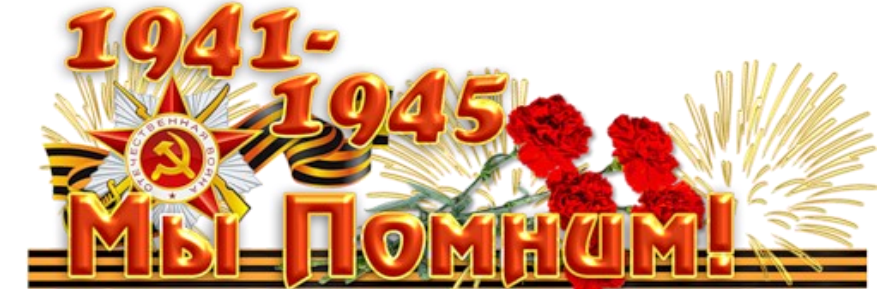 1941-
1945
ОТЕЧЕСТВЕННАЯ ВОЙНА
Мы Помним!